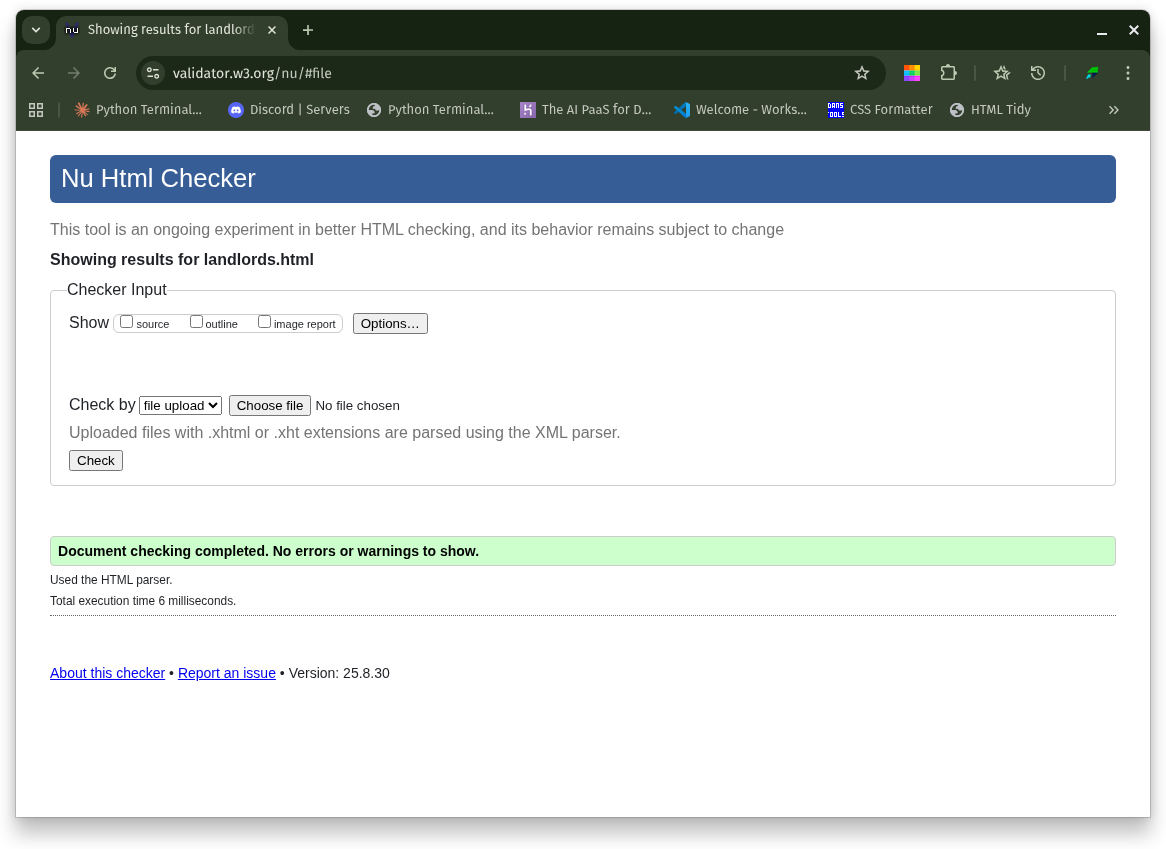 nu Showing results for landlord
validator.w3.org/nu/#file
Python Terminal... Discord | Servers Python Terminal... The AI PaaS for D... Welcome - Works... DANS TOOLS CSS Formatter HTML Tidy
Nu Html Checker
This tool is an ongoing experiment in better HTML checking, and its behavior remains subject to change
Showing results for landlords.html
Checker Input
Show source outline image report Options...
Check by file upload Choose file No file chosen
Uploaded files with .xhtml or .xht extensions are parsed using the XML parser.
Check
Document checking completed. No errors or warnings to show.
Used the HTML parser.
Total execution time 6 milliseconds.
About this checker • Report an issue • Version: 25.8.30